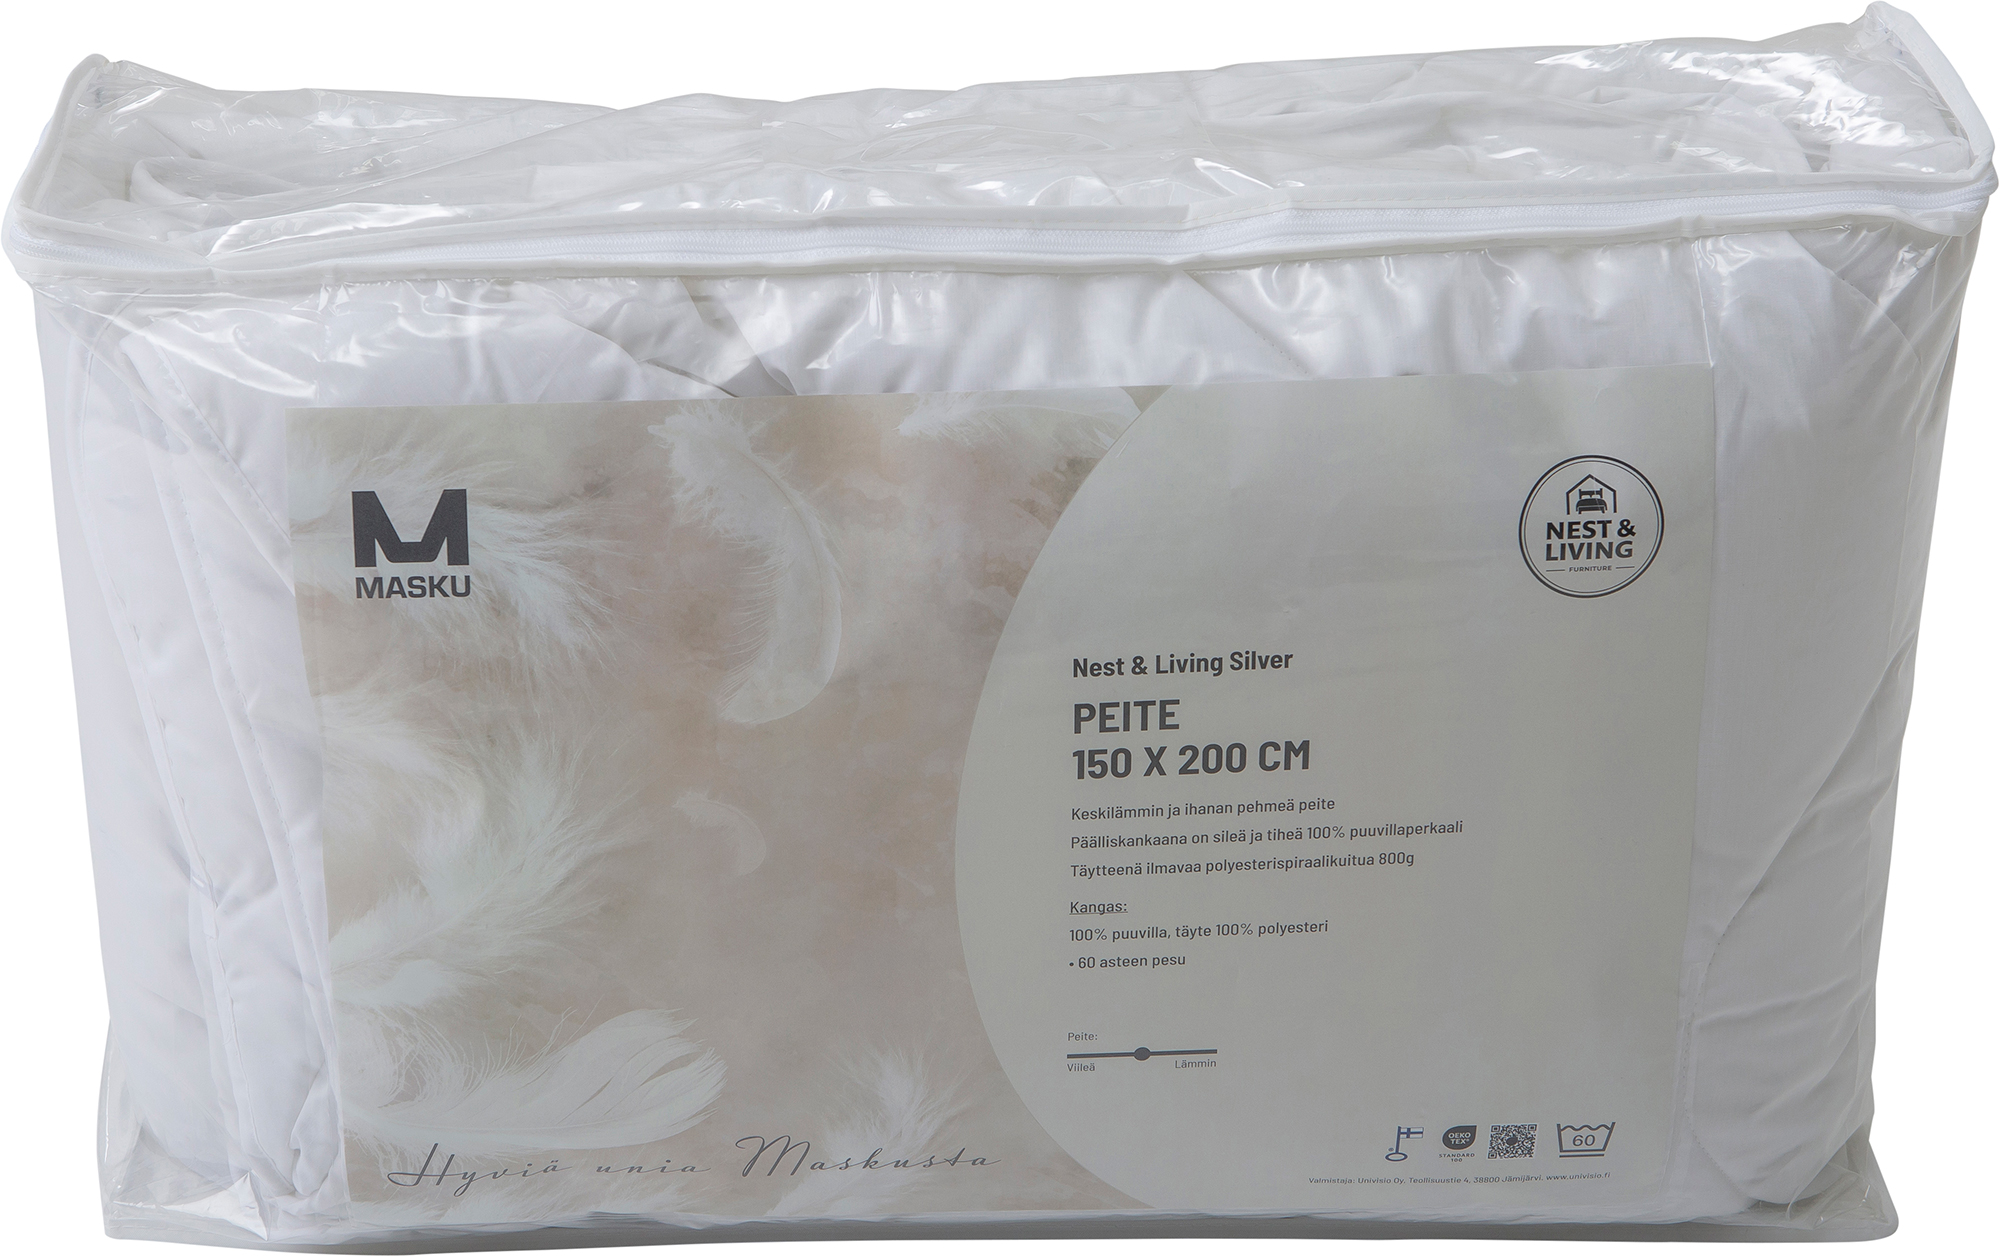 MASKU
NEST &
LIVING
FURNITURE
Nest & Living Silver
PEITE
150 X 200 CM
Keskilämmin ja ihanan pehmeä peite
Päälliskankaana on sileä ja tiheä 100% puuvillaperkaali
Täytteenä ilmavaa polyesterispiraalikuitua 800g
Kangas:
100% puuvilla, täyte 100% polyesteri
• 60 asteen pesu
Peite:
Viileä Lämmin
Hyviä unia Maskusta
OEKO
TEX®
STANDARD
100
60
Valmistaja: Univisio Oy, Teollisuustie 4, 38800 Jämijärvi. www.univisio.fi